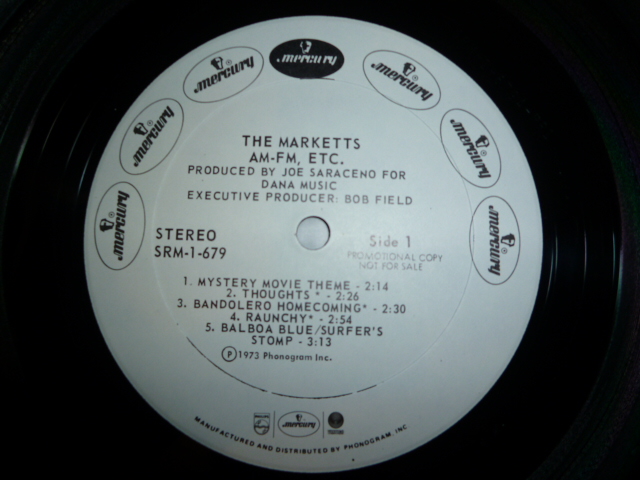 mercury
mercury
mercury
mercury
mercury
mercury
mercury
THE MARKETTS
AM-FM, ETC.
PRODUCED BY JOE SARACENO FOR
DANA MUSIC
EXECUTIVE PRODUCER: BOB FIELD
STEREO
SRM-1-679
Side 1
PROMOTIONAL COPY
NOT FOR SALE
1. MYSTERY MOVIE THEME - 2:14
2. THOUGHTS * - 2:26
3. BANDOLERO HOMECOMING* - 2:30
4. RAUNCHY* - 2:54
5. BALBOA BLUE/SURFER'S
STOMP - 3:13
Ⓟ1973 Phonogram Inc.
mercury
MANUFACTURED AND DISTRIBUTED BY PHONOGRAM, INC.